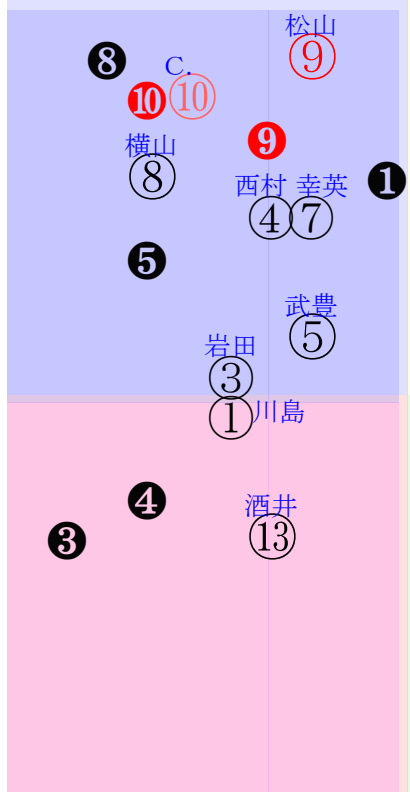 松山
⑨
❽
C.
❿
⑩
❾
横山
⑧
西村 幸英
❶
④⑦
❺
武豊
⑤
岩田
③
①川島
❹
酒井
⑬
❸